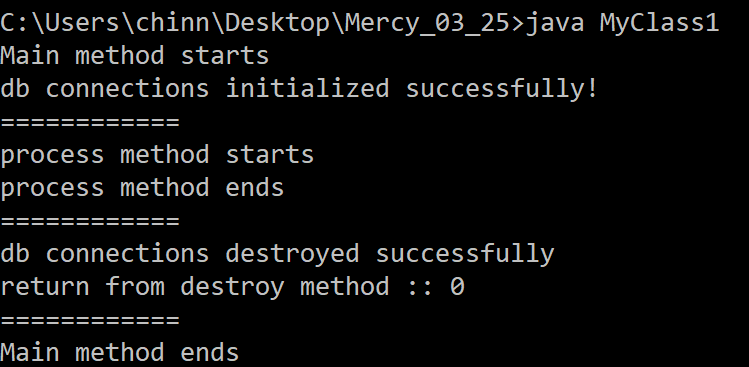 C:\Users\chinn\Desktop\Mercy_03_25>java MyClass1
Main method starts
db connections initialized successfully!
============
process method starts
process method ends
============
db connections destroyed successfully
return from destroy method :: 0
============
Main method ends